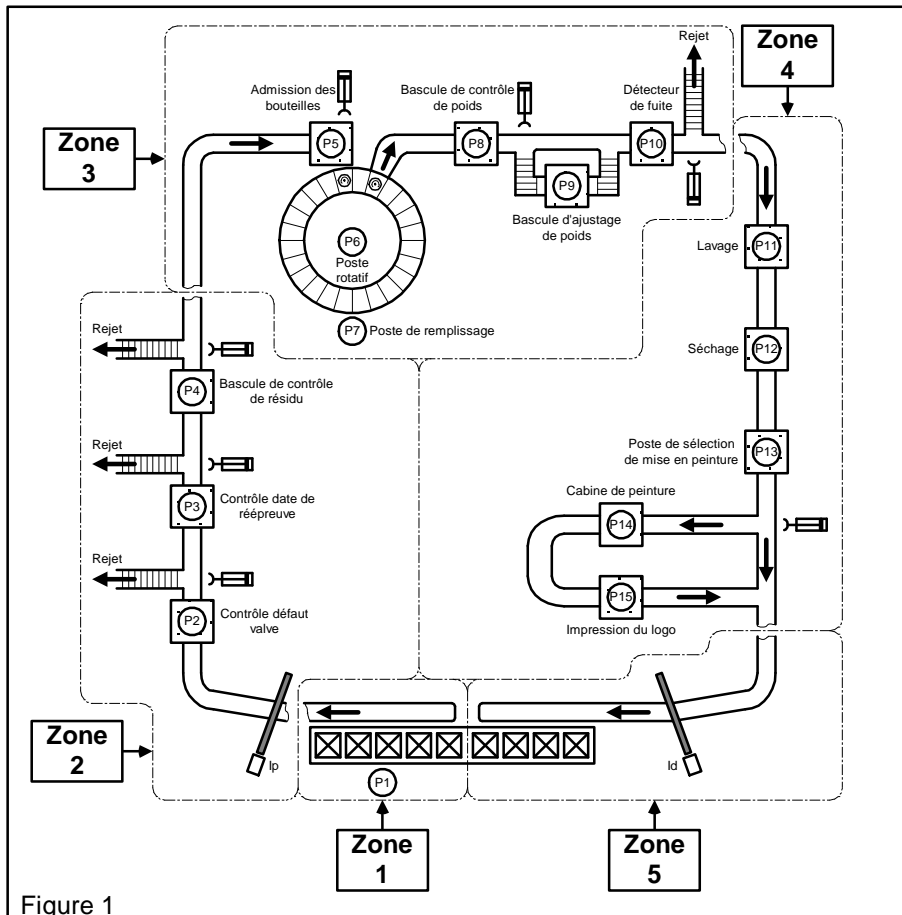 Rejet
Zone
4
Admission des
bouteilles
Bascule de contrôle
de poids
Détecteur
de fuite
Zone
3
P5
P8
P10
P9
Bascule d'ajustage
de poids
P6
Poste
rotatif
P7
Poste de remplissage
P11
Lavage
P12
Séchage
Rejet
P4
Bascule de contrôle
de résidu
P13
Poste de sélection
de mise en peinture
Rejet
P3
Contrôle date de
réépreuve
Cabine de peinture
P14
Rejet
P2
Contrôle défaut
valve
P15
Impression du logo
Zone
2
Ip
P1
Id
Zone
1
Zone
5
Figure 1